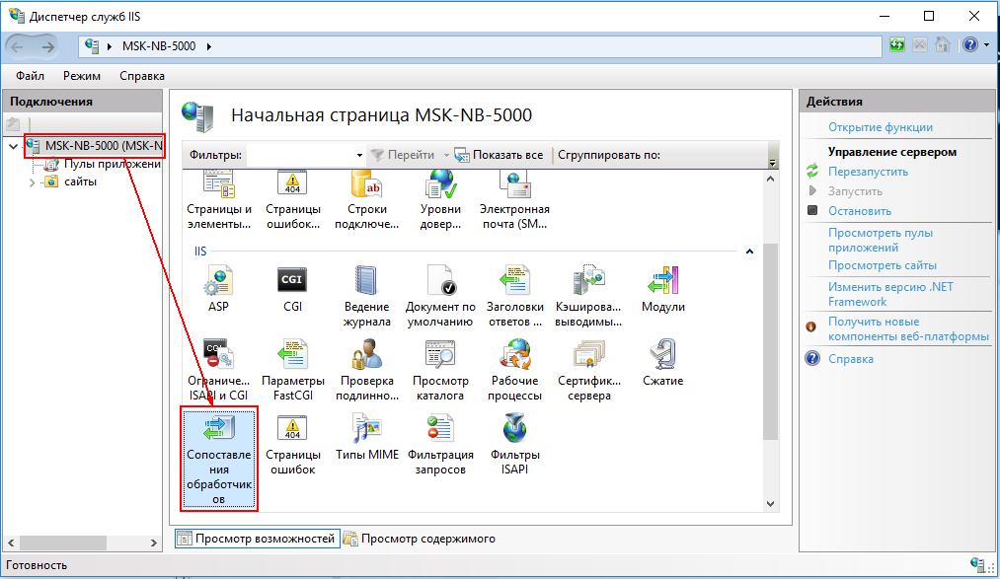 Диспетчер служб IIS
MSK-NB-5000
Файл Режим Справка
Подключения
MSK-NB-5000 (MSK-N
Пулы приложени
сайты
Начальная страница MSK-NB-5000
Фильтры: Перейти Показать все Сгруппировать по:
Страницы и Страницы Строки Уровни Электронная
элементы... ошибок... подключе... довер... почта (SM...
IIS
ASP CGI Ведение Документ по Заголовки Кэширова... Модули
журнала умолчанию ответов ... выводимы...
Ограниче... Параметры Проверка Просмотр Рабочие Сертифик... Сжатие
ISAPI и CGI FastCGI подлинно... каталога процессы сервера
Сопоставле Страницы Типы MIME Фильтрация Фильтры
ния ошибок запросов ISAPI
обработчик
ов
404
ab
CGI
CGI
404
Просмотр возможностей Просмотр содержимого
Действия
Открытие функции
Управление сервером
Перезапустить
Запустить
Остановить
Просмотреть пулы
приложений
Просмотреть сайты
Изменить версию .NET
Framework
Получить новые
компоненты веб-платформы
Справка
Готовность